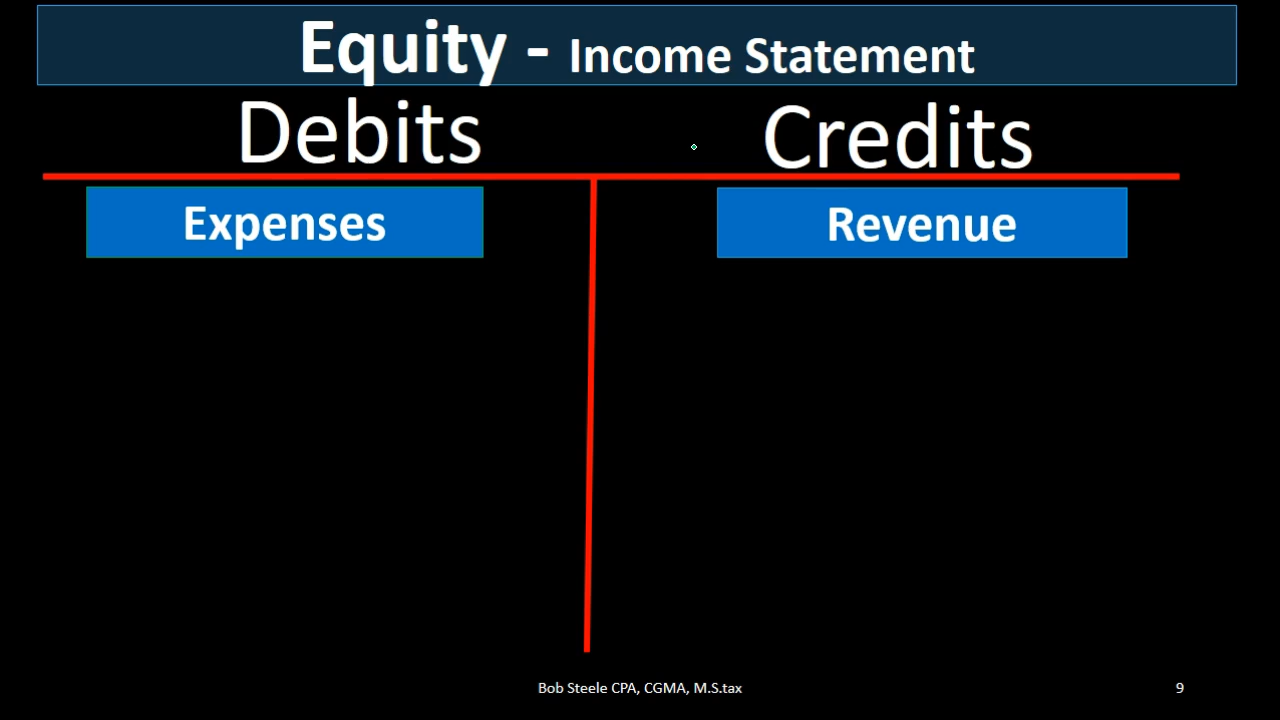 Equity - Income Statement
Debits Credits
Expenses Revenue
Bob Steele CPA, CGMA, M.S.tax 9